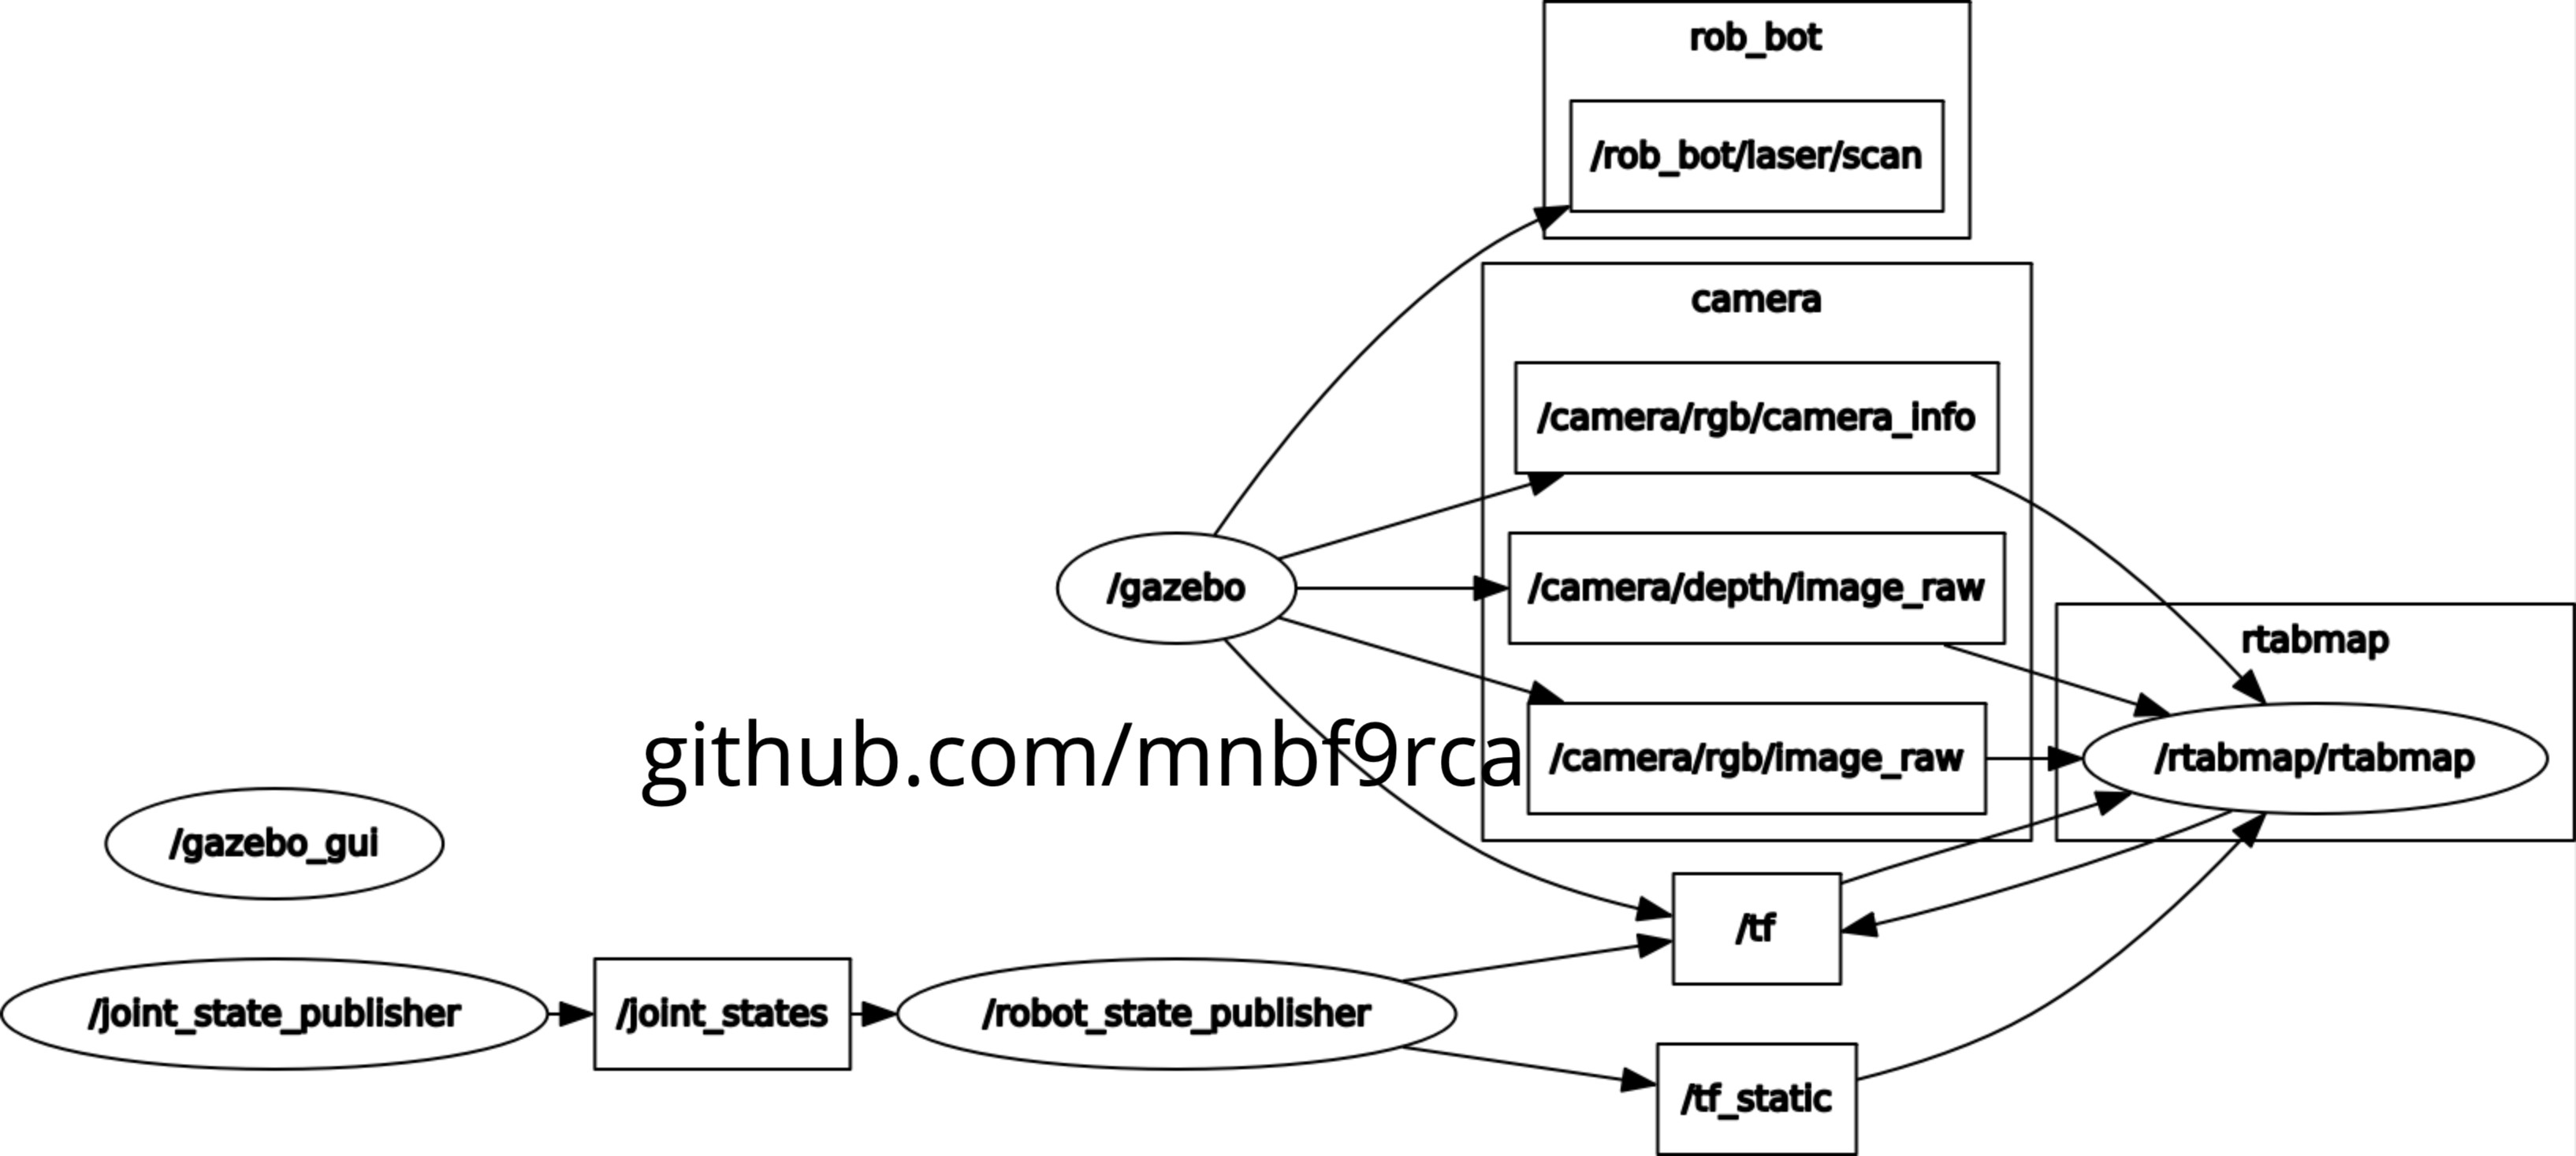 rob_bot
/rob_bot/laser/scan
camera
/camera/rgb/camera_info
/gazebo
/camera/depth/image_raw
rtabmap
github.com/mnbf9rca
/camera/rgb/image_raw
/rtabmap/rtabmap
/gazebo_gui
/tf
/joint_state_publisher
/joint_states
/robot_state_publisher
/tf_static